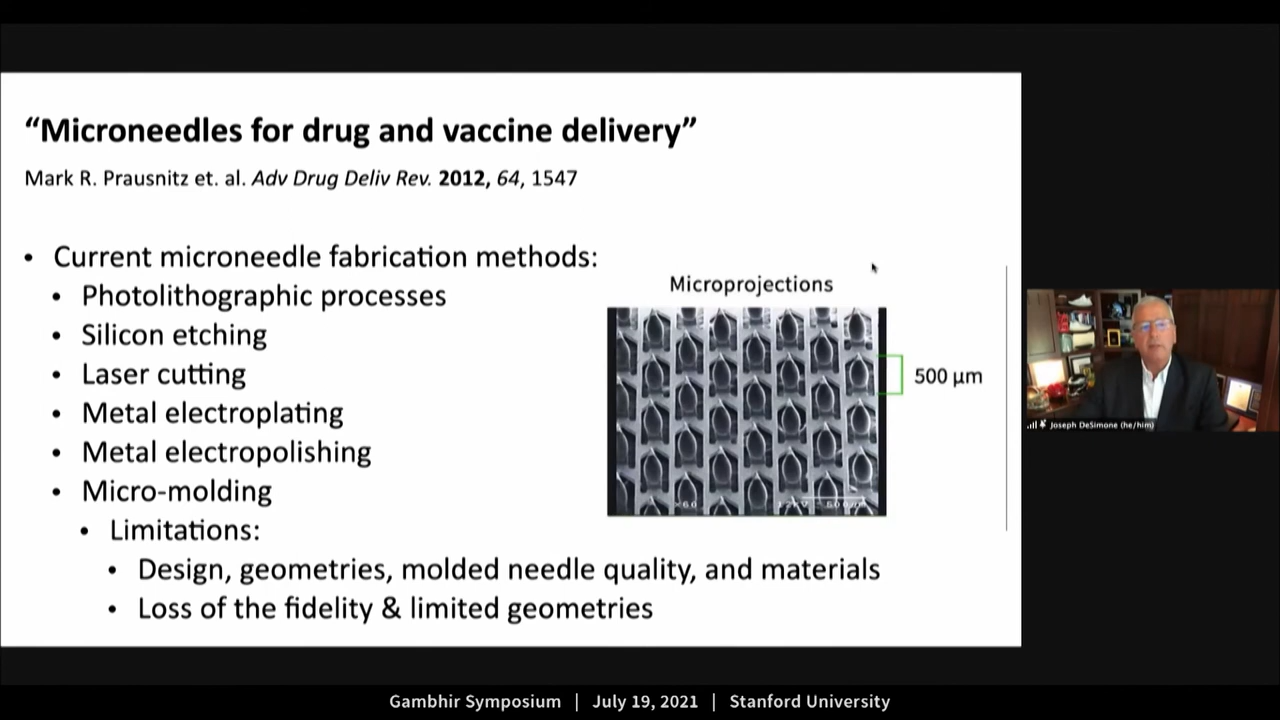 “Microneedles for drug and vaccine delivery”
Mark R. Prausnitz et. al. Adv Drug Deliv Rev. 2012, 64, 1547
• Current microneedle fabrication methods:
• Photolithographic processes
• Silicon etching
• Laser cutting
• Metal electroplating
• Metal electropolishing
• Micro-molding
• Limitations:
• Design, geometries, molded needle quality, and materials
• Loss of the fidelity & limited geometries
Microprojections
500 µm
Joseph DeSimone (he/him)
Gambhir Symposium | July 19, 2021 | Stanford University